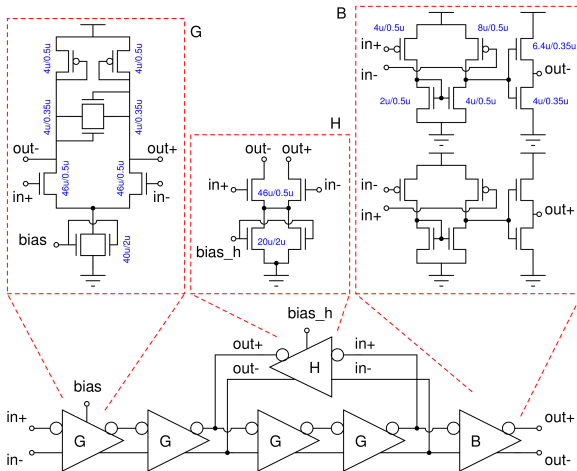 G
B
H
4u/0.5u
4u/0.5u
4u/0.35u
4u/0.35u
out-
out+
46u/0.5u
46u/0.5u
in+
in-
bias
40u/2u
out-
out+
in+
46u/0.5u
in-
20u/2u
bias_h
4u/0.5u
8u/0.5u
in+
6.4u/0.35u
in-
out-
2u/0.5u
4u/0.5u
4u/0.35u
in-
in+
out+
bias_h
out+
in+
H
out-
in-
bias
in+
out+
G
G
G
G
B
in-
out-